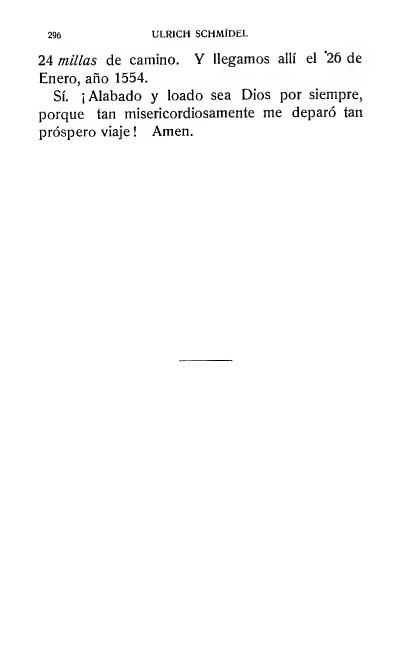 296 ULRICH SCHMÍDEL
24 millas de camino. Y llegamos allí el 26 de
Enero, año 1554.
Sí. ¡Alabado y loado sea Dios por siempre,
porque tan misericordiosamente me deparó tan
próspero viaje! Amen.